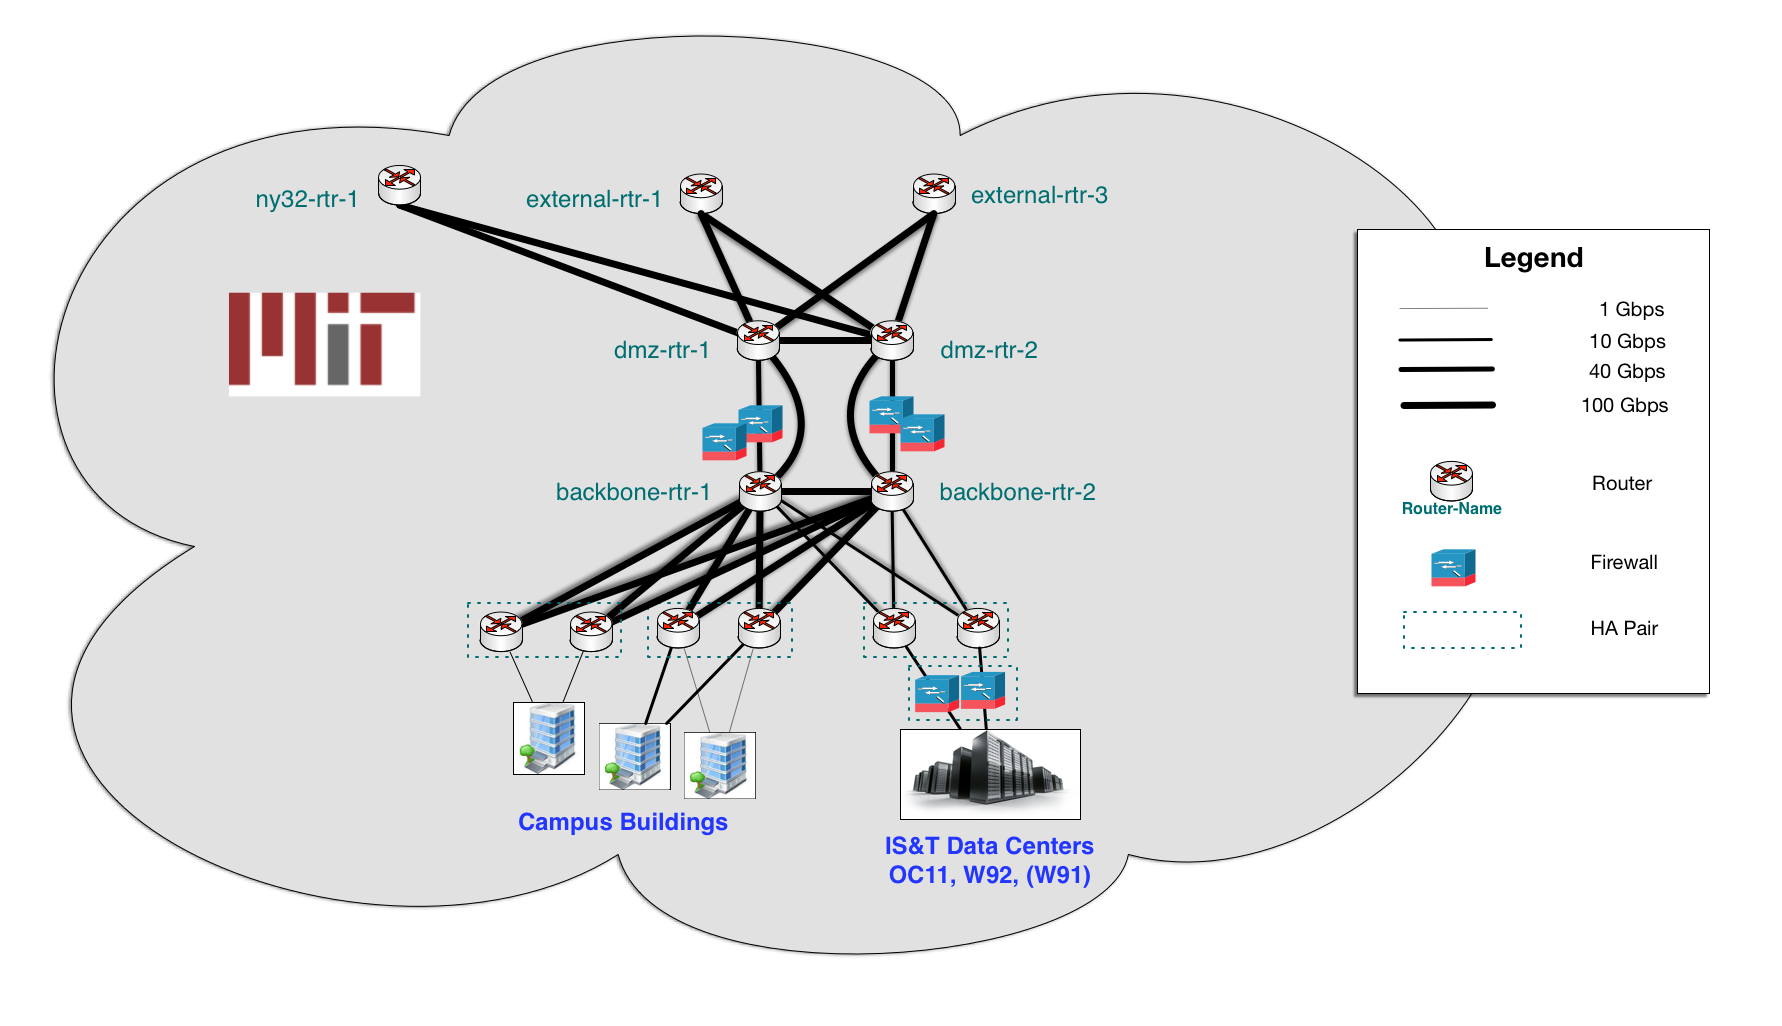 ny32-rtr-1
external-rtr-1
external-rtr-3
MIT
dmz-rtr-1
dmz-rtr-2
backbone-rtr-1
backbone-rtr-2
Campus Buildings
IS&T Data Centers
OC11, W92, (W91)
Legend
1 Gbps
10 Gbps
40 Gbps
100 Gbps
Router-Name
Router
Firewall
HA Pair